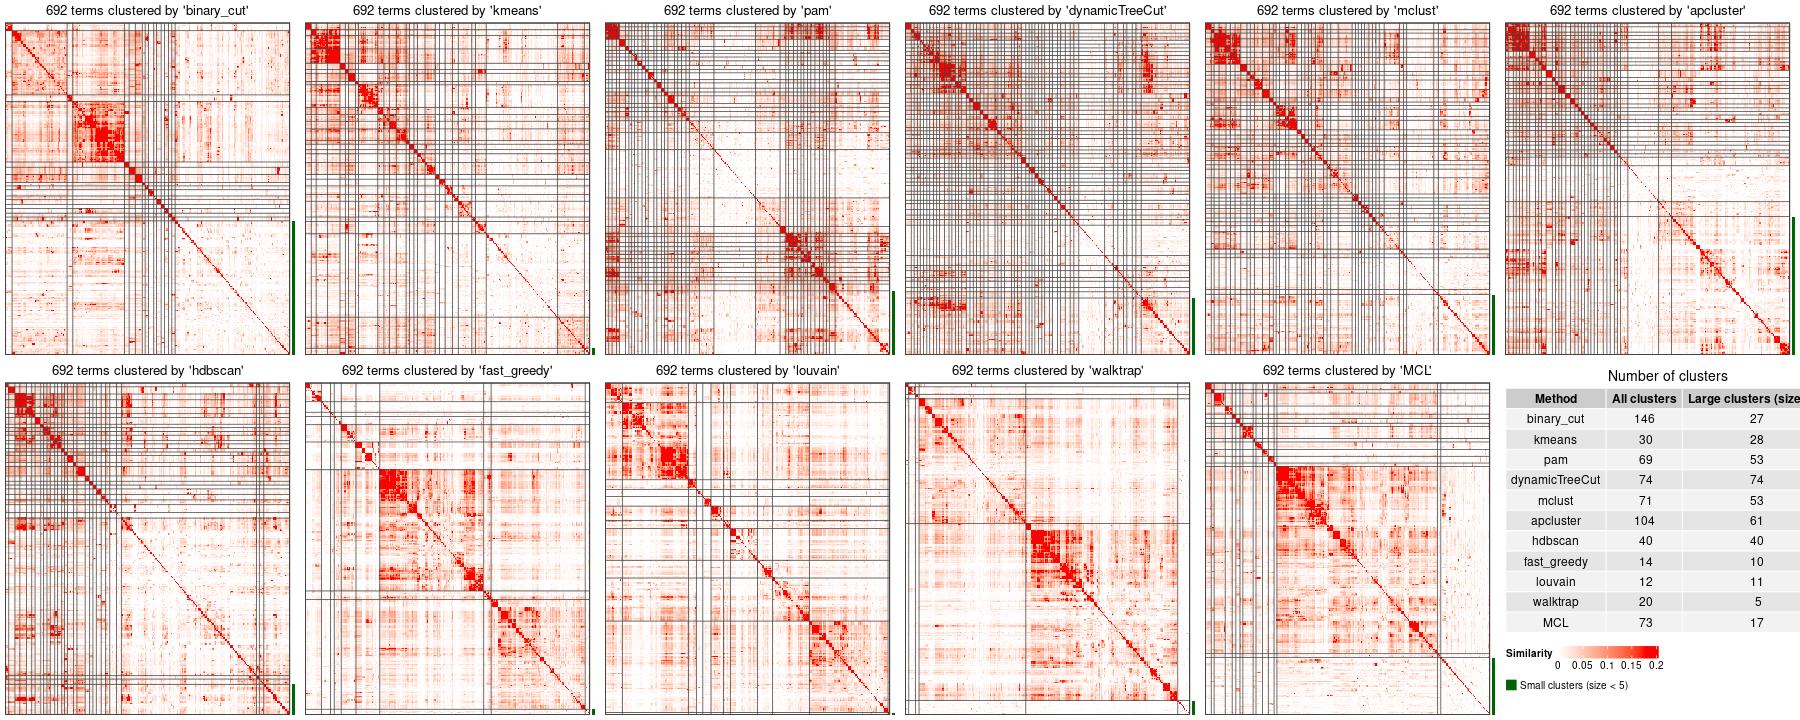 692 terms clustered by 'binary_cut'
692 terms clustered by 'kmeans'
692 terms clustered by 'pam'
692 terms clustered by 'dynamicTreeCut'
692 terms clustered by 'mclust'
692 terms clustered by 'apcluster'
692 terms clustered by 'hdbscan'
692 terms clustered by 'fast_greedy'
692 terms clustered by 'louvain'
692 terms clustered by 'walktrap'
692 terms clustered by 'MCL'
Number of clusters
Method All clusters Large clusters (size
binary_cut 146 27
kmeans 30 28
pam 69 53
dynamicTreeCut 74 74
mclust 71 53
apcluster 104 61
hdbscan 40 40
fast_greedy 14 10
louvain 12 11
walktrap 20 5
MCL 73 17
Similarity
0 0.05 0.1 0.15 0.2
Small clusters (size < 5)